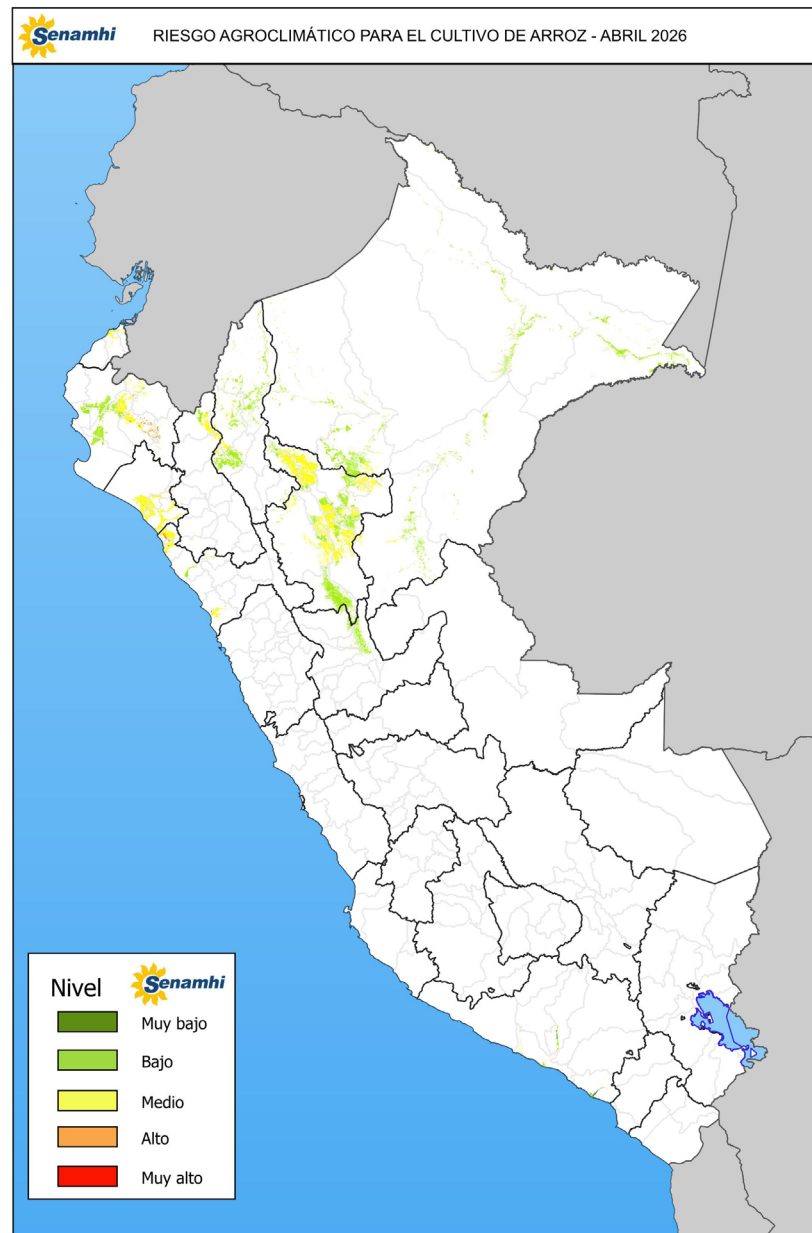 Senamhi
RIESGO AGROCLIMÁTICO PARA EL CULTIVO DE ARROZ - ABRIL 2026
Nivel
Senamhi
Muy bajo
Bajo
Medio
Alto
Muy alto